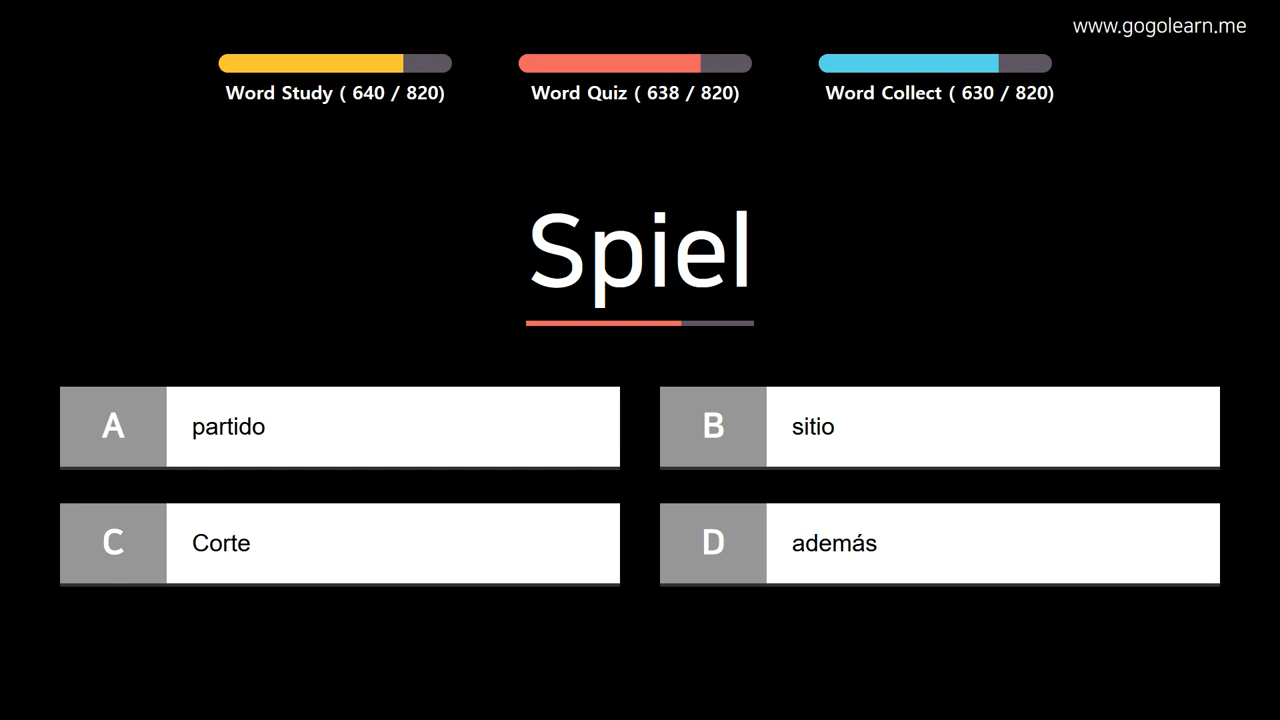 www.gogolearn.me
Word Study ( 640 / 820)
Word Quiz ( 638 / 820)
Word Collect ( 630 / 820)
Spiel
A partido
B sitio
C Corte
D además